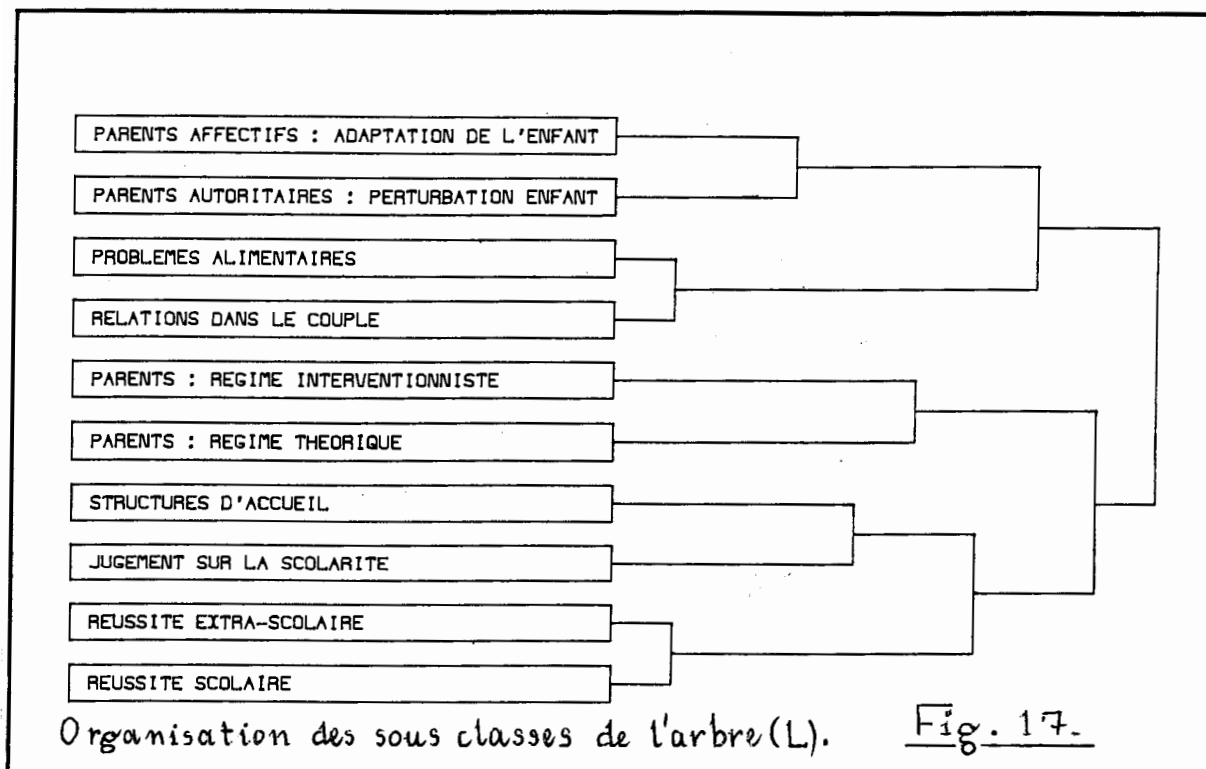 PARENTS AFFECTIFS : ADAPTATION DE L'ENFANT
PARENTS AUTORITAIRES : PERTURBATION ENFANT
PROBLEMES ALIMENTAIRES
RELATIONS DANS LE COUPLE
PARENTS : REGIME INTERVENTIONNISTE
PARENTS : REGIME THEORIQUE
STRUCTURES D'ACCUEIL
JUGEMENT SUR LA SCOLARITE
REUSSITE EXTRA-SCOLAIRE
REUSSITE SCOLAIRE
Organisation des sous classes de l'arbre (L). Fig. 17.